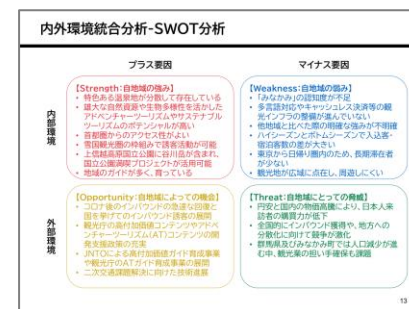 内外環境統合分析-SWOT分析
プラス要因
マイナス要因
内部環境
【Strength:自地域の強み】
• 特色ある温泉地が分散して存在している
• 雄大な自然資源や生物多様性を活かした
アドベンチャーツーリズムやサステナブル
ツーリズムのポテンシャルが高い
• 首都圏からのアクセス性がよい
• 雪国観光圏の枠組みで誘客活動が可能
• 上信越高原国立公園に谷川岳が含まれ、
国立公園満喫プロジェクトが活用可能
• 地域のガイドが多く、育っている
【Weakness:自地域の弱み】
• 「みなかみ」の認知度が不足
• 多言語対応やキャッシュレス決済等の観
光インフラの整備が進んでいない
• 他地域と比べた際の明確な強みが不明確
• ハイシーズンとボトムシーズンで入込客・
宿泊客数の差が大きい
• 東京から日帰り圏内のため、長期滞在者
が少ない
• 観光地が広域に点在し、周遊しにくい
外部環境
【Opportunity:自地域によっての機会】
• コロナ後のインバウンドの急速な回復と
国を挙げてのインバウンド誘客の展開
• 観光庁の高付加価値コンテンツやアドベ
ンチャーツーリズム(AT)コンテンツの開
発支援政策の充実
• JNTOによる高付加価値ガイド育成事業
や観光庁のATガイド育成事業の展開
• 二次交通課題解決に向けた技術進展
【Threat:自地域にとっての脅威】
• 円安と国内の物価高騰により、日本人来
訪者の購買力が低下
• 全国的にインバウンド獲得や、地方への
分散化に向けて競争が激化
• 群馬県及びみなかみ町では人口減少が進
む中、観光業の担い手確保も課題
13